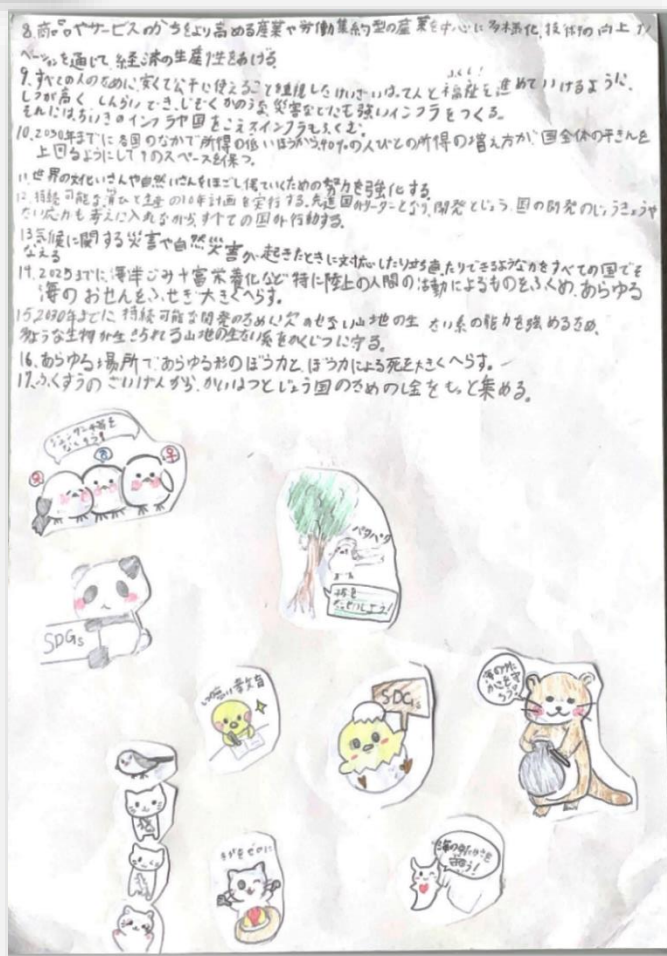 8.商品やサービスのかちをより高める産業や労働集約型の産業を中心に多様化、技術の向上イノ
ベーションを通じて、経済の生産性をあげる。
9.すべての人のために、安くて公平に使えることを重視したけいざいはってんと福祉を進めていけるように、
ふくし
しつが高く しんらいでき、じぞくかのうな、災害などにも強いインフラをつくる。
それには、ちいきのインフラや国をこえるインフラもふくむ。
10.2030年までに各国のなかで所得の低いほうから40%の人びとの所得の増え方が、国全体の平きんを
上回るようにして そのペースを保つ。
11.世界の文化いさんや自然いさんをほごし 保っていくための努力を強化する。
12.持続可能な消ひと生産の10年計画を実行する。先進国がリーダーとなり、開発とじょう国の開発のじょうきょうや
のう力も考えに入れながら、すべての国が行動する。
13.気候に関する災害や自然災害が起きたときに対応したり立ち直ったりできるような力をすべての国でも
なえる
14.2025までに海洋ごみや富栄養化など特に陸上の人間の活動によるものをふくめ、あらゆる
海の おせんをふせぎ大きくへらす。
15.2030年までに 持続可能な開発のために欠かせない山地の生たい系の能力を強めるため、
多様な生物が生きられる山地の生たい系をかくじつに守る。
16.あらゆる場所で あらゆる形のぼう力と ぼう力による死を大きくへらす。
17.ふくすうの ざいげんから、かいはつとじょう国のためのし金をもっと集める。
ジェンダー平等を
なくそう!
パタパタ
SDGs
SDGs
海の